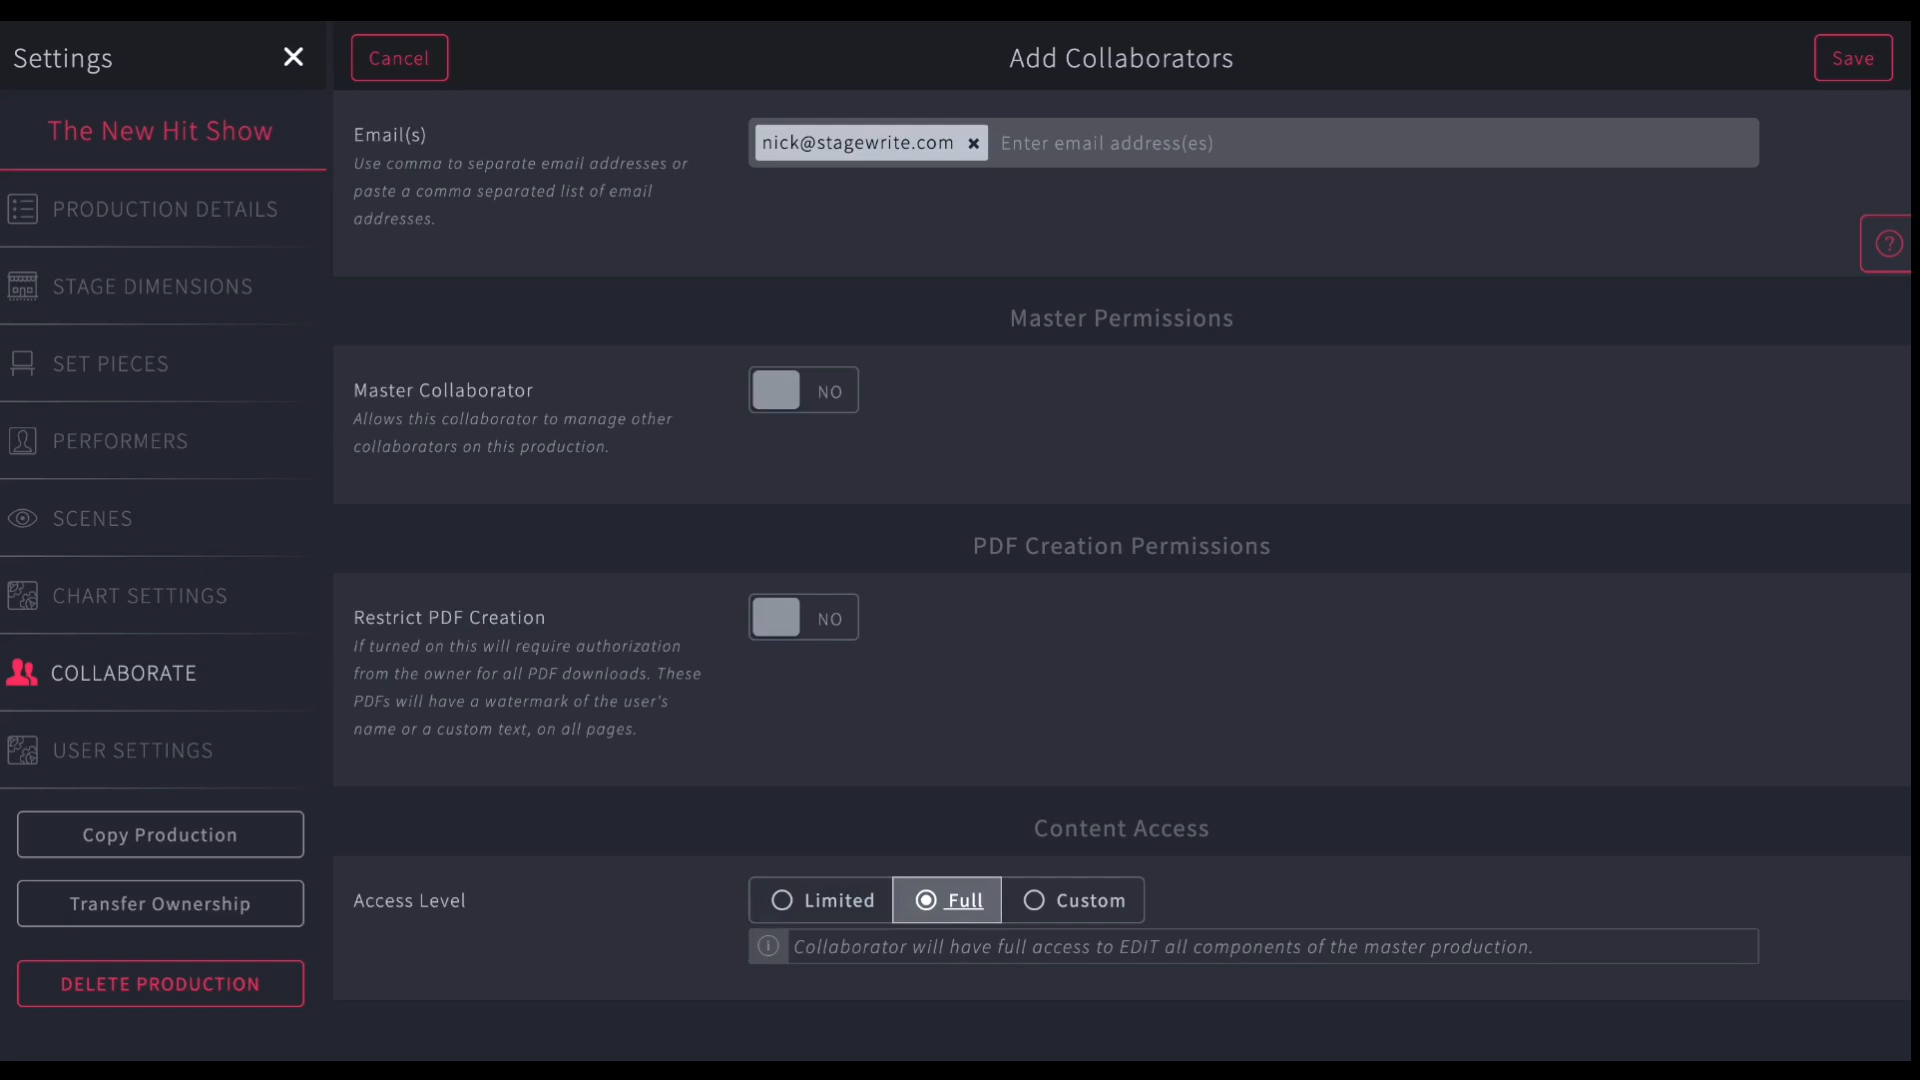 Settings
The New Hit Show
PRODUCTION DETAILS
STAGE DIMENSIONS
SET PIECES
PERFORMERS
SCENES
CHART SETTINGS
COLLABORATE
USER SETTINGS
Copy Production
Transfer Ownership
DELETE PRODUCTION
Cancel
Add Collaborators
Save
Email(s)
Use comma to separate email addresses or
paste a comma separated list of email
addresses.
nick@stagewrite.com
Enter email address(es)
?
Master Permissions
Master Collaborator
Allows this collaborator to manage other
collaborators on this production.
NO
PDF Creation Permissions
Restrict PDF Creation
If turned on this will require authorization
from the owner for all PDF downloads. These
PDFs will have a watermark of the user's
name or a custom text, on all pages.
NO
Content Access
Access Level
Limited
Full
Custom
Collaborator will have full access to EDIT all components of the master production.